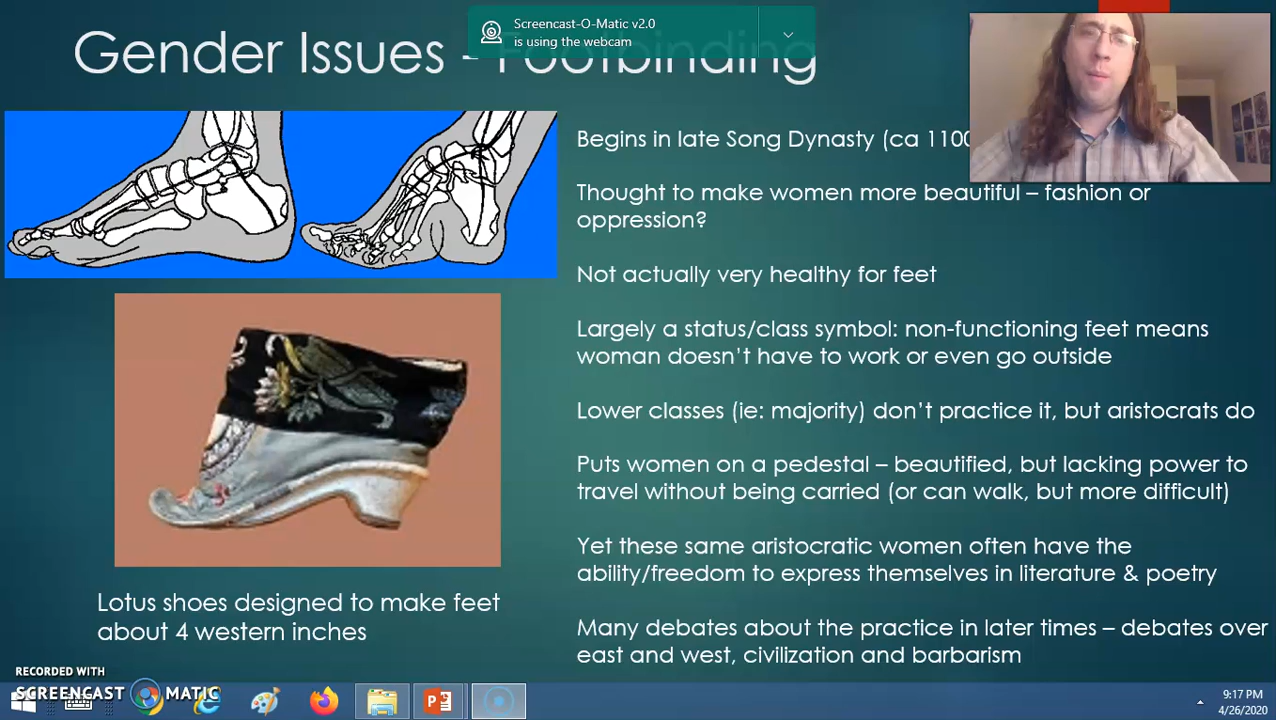 Screencast-O-Matic v2.0
is using the webcam
Gender Issues - Footbinding
Begins in late Song Dynasty (ca 1100
Thought to make women more beautiful – fashion or
oppression?
Not actually very healthy for feet
Largely a status/class symbol: non-functioning feet means
woman doesn't have to work or even go outside
Lower classes (ie: majority) don't practice it, but aristocrats do
Puts women on a pedestal – beautified, but lacking power to
travel without being carried (or can walk, but more difficult)
Yet these same aristocratic women often have the
ability/freedom to express themselves in literature & poetry
Many debates about the practice in later times – debates over
east and west, civilization and barbarism
Lotus shoes designed to make feet
about 4 western inches
RECORDED WITH
SCREENCAST MATIC
9:17 PM
4/26/2020